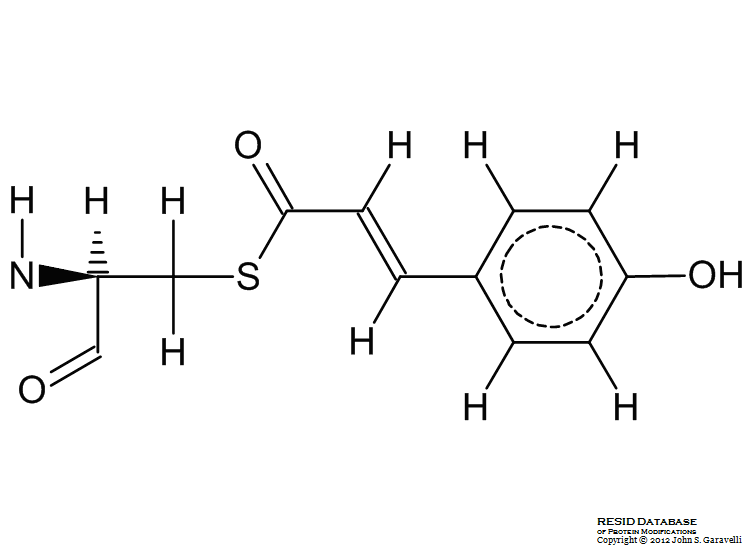 O H H H
H H H
N S OH
H H
O H H
RESID DATABASE
OF PROTEIN MODIFICATIONS
Copyright © 2012 John S. Garavelli